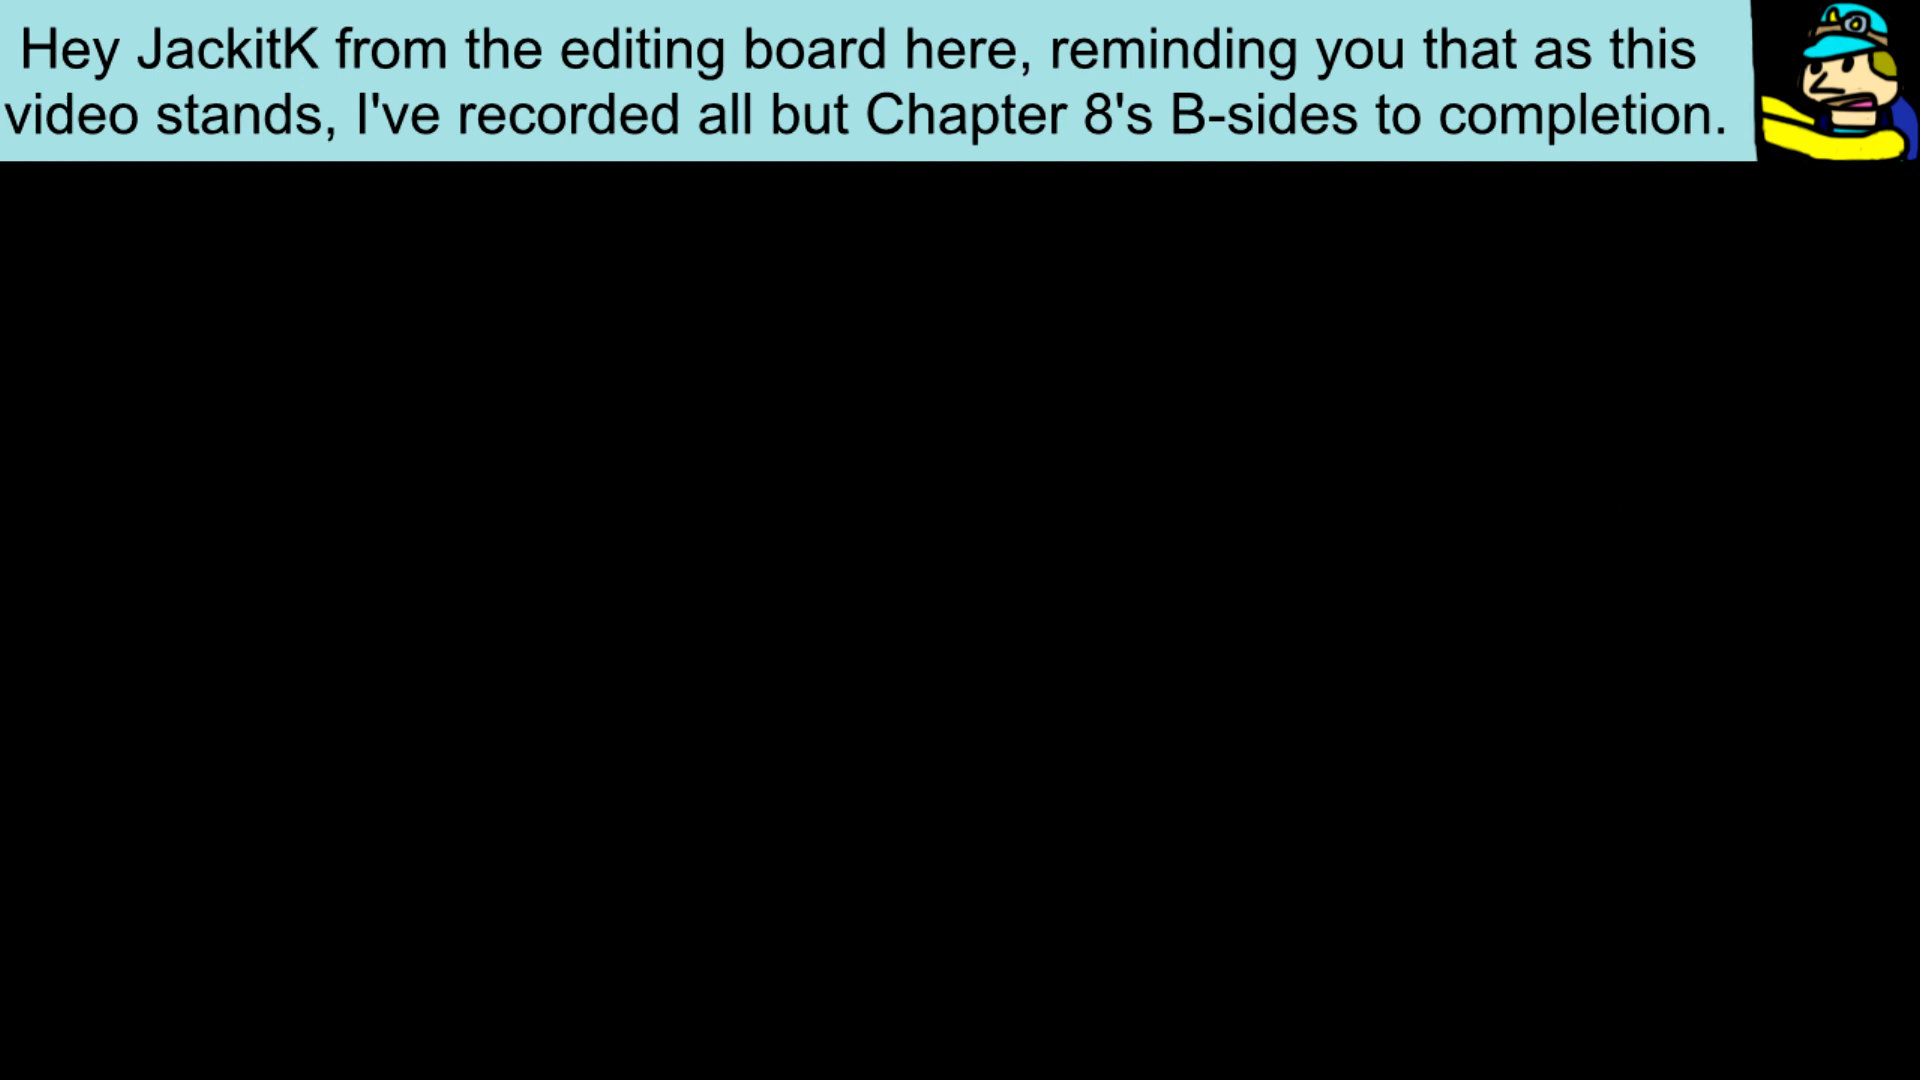 Hey JackitK from the editing board here, reminding you that as this
video stands, I've recorded all but Chapter 8's B-sides to completion.